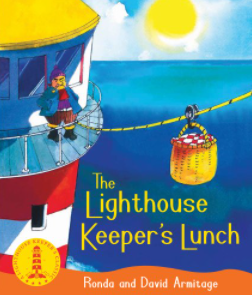 The
Lighthouse
Keeper's Lunch
Ronda and David Armitage